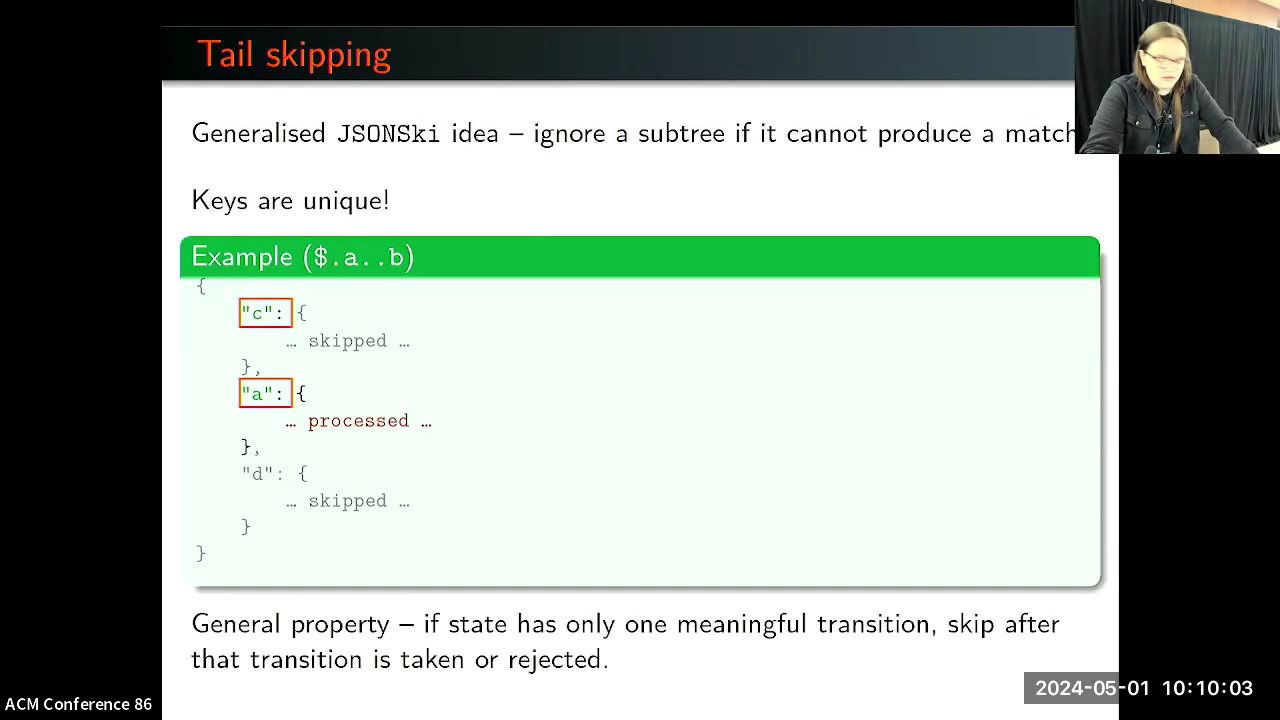 Tail skipping
Generalised JSONSki idea – ignore a subtree if it cannot produce a match
Keys are unique!
Example ($.a..b)
{
"c": {
… skipped …
},
"a": {
… processed …
},
"d": {
… skipped …
}
}
General property – if state has only one meaningful transition, skip after
that transition is taken or rejected.
2024-05-01 10:10:03
ACM Conference 86